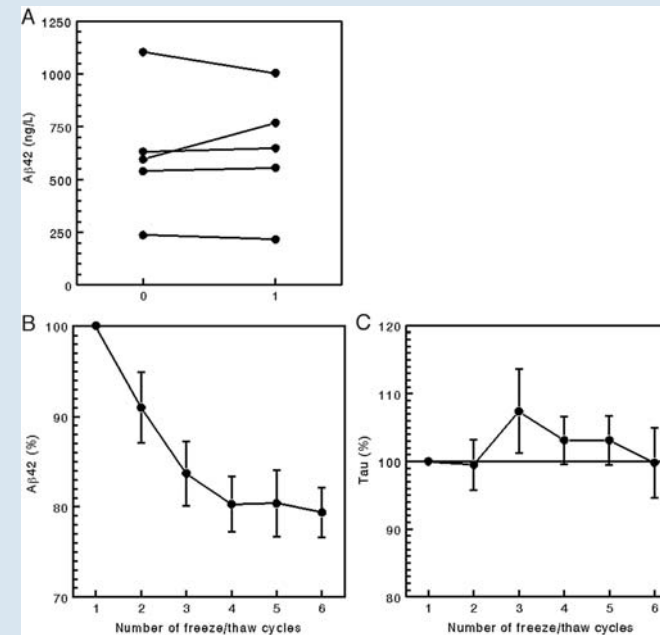 A
1250
1000
750
500
250
0
Aβ42 (ng/L)
0 1
B
100
90
80
70
Aβ42 (%)
1 2 3 4 5 6
Number of freeze/thaw cycles
C
120
110
100
90
80
Tau (%)
1 2 3 4 5 6
Number of freeze/thaw cycles